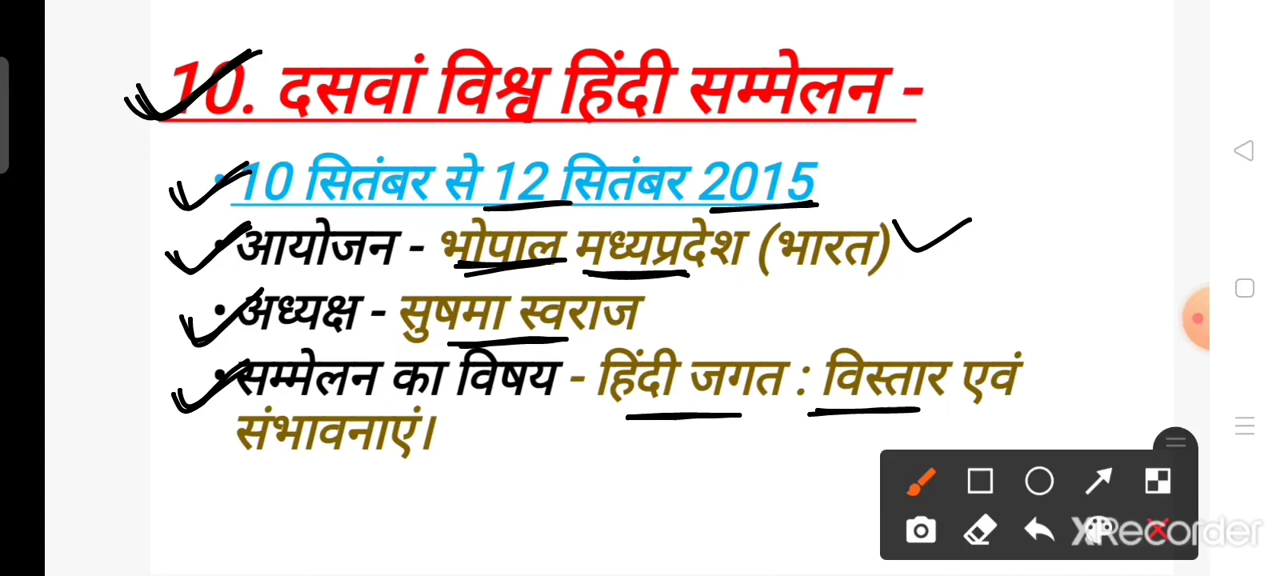 10. दसवां विश्व हिंदी सम्मेलन -
• 10 सितंबर से 12 सितंबर 2015
• आयोजन - भोपाल मध्यप्रदेश (भारत)
• अध्यक्ष - सुषमा स्वराज
• सम्मेलन का विषय - हिंदी जगत : विस्तार एवं
संभावनाएं।
XRecorder